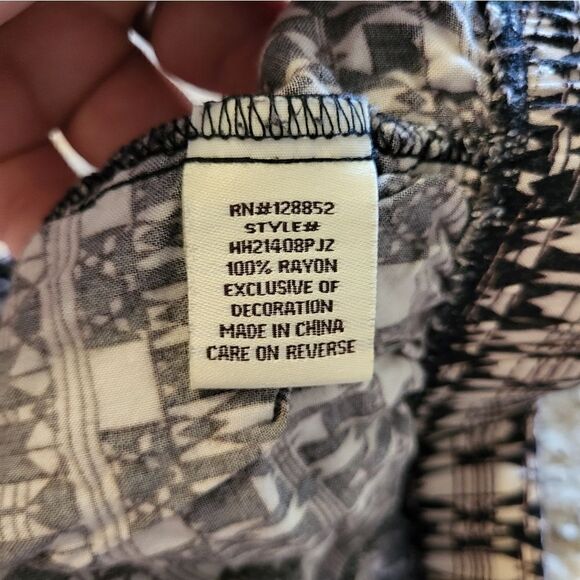 RN#128852
STYLE#
HH21408PJZ
100% RAYON
EXCLUSIVE OF
DECORATION
MADE IN CHINA
CARE ON REVERSE